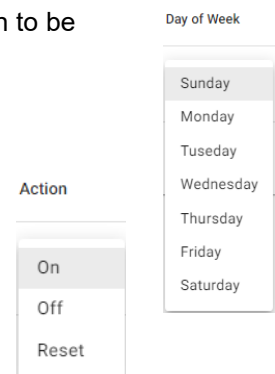 n to be
Day of Week
Sunday
Monday
Tuseday
Wednesday
Thursday
Friday
Saturday
Action
On
Off
Reset